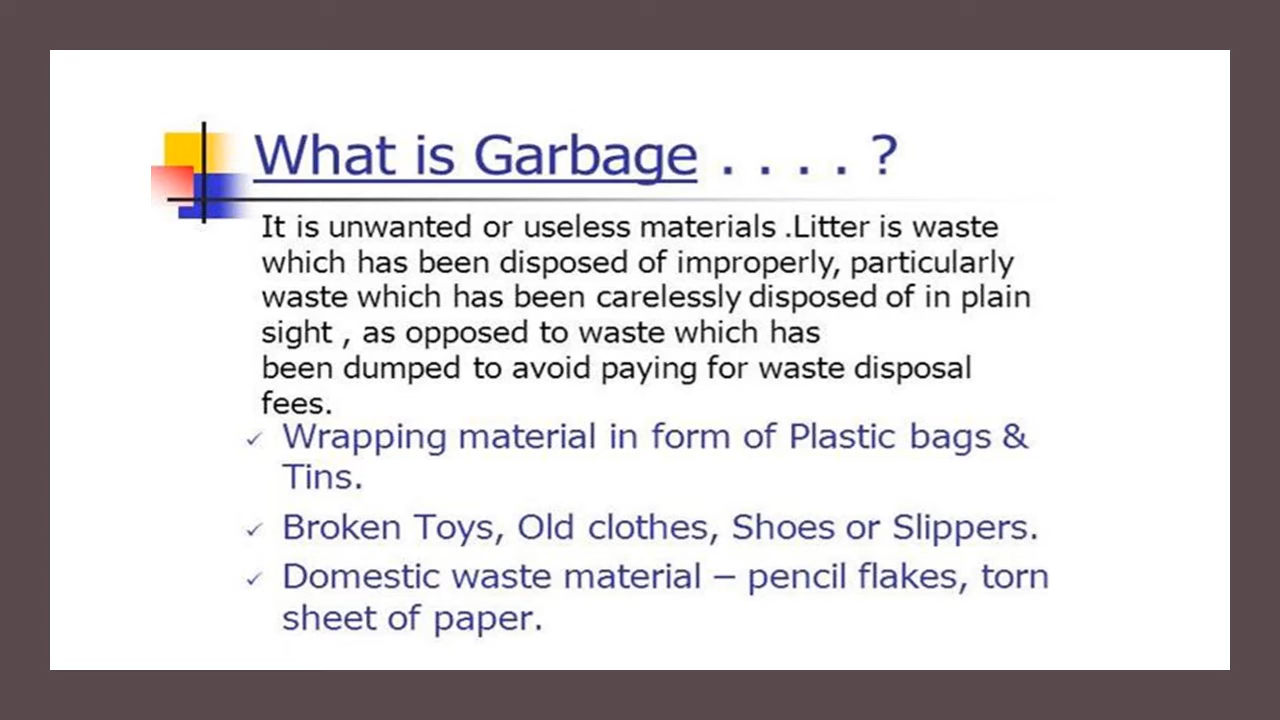 What is Garbage . . . . ?
It is unwanted or useless materials .Litter is waste
which has been disposed of improperly, particularly
waste which has been carelessly disposed of in plain
sight , as opposed to waste which has
been dumped to avoid paying for waste disposal
fees.
✓ Wrapping material in form of Plastic bags &
Tins.
✓ Broken Toys, Old clothes, Shoes or Slippers.
✓ Domestic waste material – pencil flakes, torn
sheet of paper.